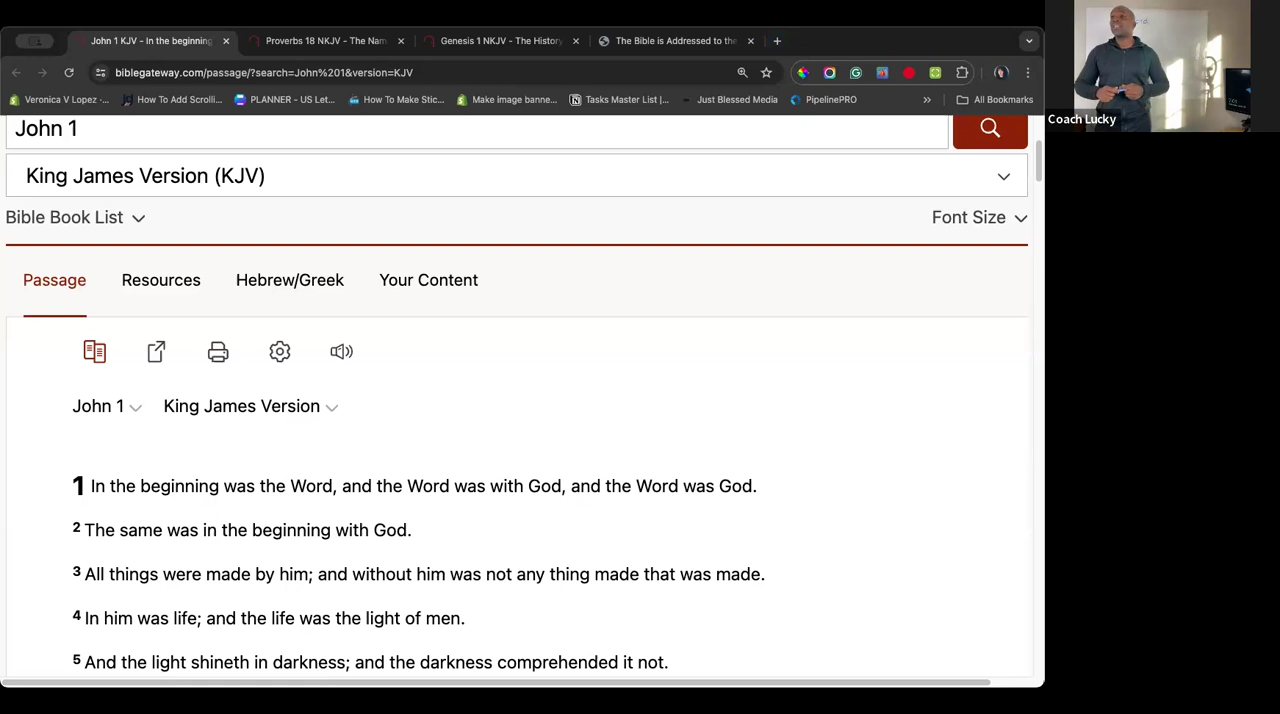 John 1 KJV - In the beginning
Proverbs 18 NKJV - The Nam
Genesis 1 NKJV - The History
The Bible is Addressed to the
biblegateway.com/passage/?search=John%201&version=KJV
Veronica V Lopez -...
How To Add Scrolli...
PLANNER - US Let...
How To Make Stic...
Make image banne...
Tasks Master List |...
Just Blessed Media
PipelinePRO
»
All Bookmarks
Coach Lucky
John 1
King James Version (KJV)
Bible Book List
Font Size
Passage
Resources
Hebrew/Greek
Your Content
John 1
King James Version
1 In the beginning was the Word, and the Word was with God, and the Word was God.
2 The same was in the beginning with God.
3 All things were made by him; and without him was not any thing made that was made.
4 In him was life; and the life was the light of men.
5 And the light shineth in darkness; and the darkness comprehended it not.